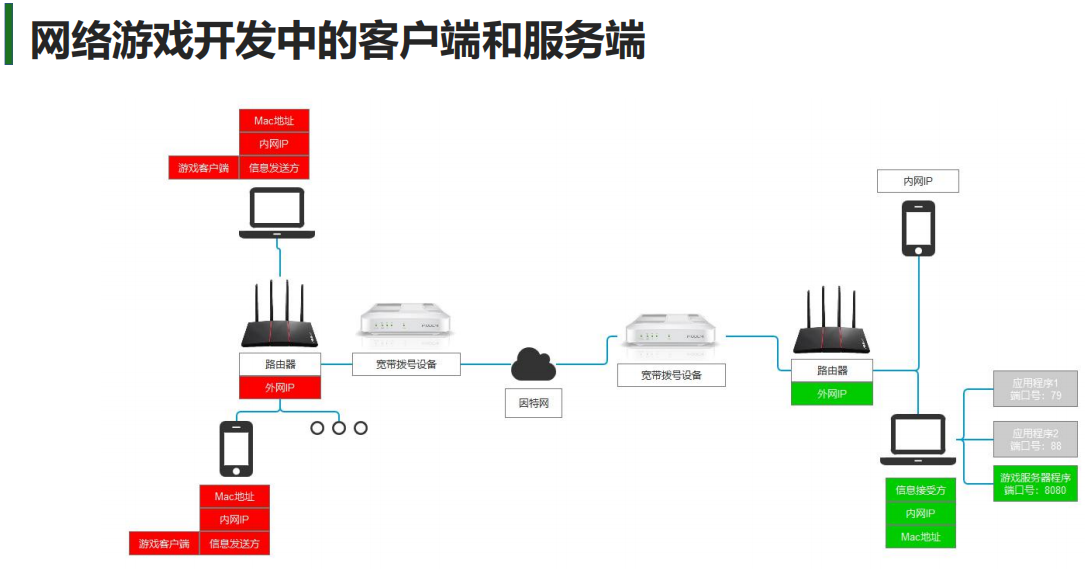 网络游戏开发中的客户端和服务端
Mac地址
内网IP
游戏客户端 信息发送方
内网IP
路由器
外网IP
宽带拨号设备
因特网
宽带拨号设备
路由器
外网IP
应用程序1
端口号：79
应用程序2
端口号：88
游戏服务器程序
端口号：8080
信息接受方
内网IP
Mac地址
Mac地址
内网IP
游戏客户端 信息发送方